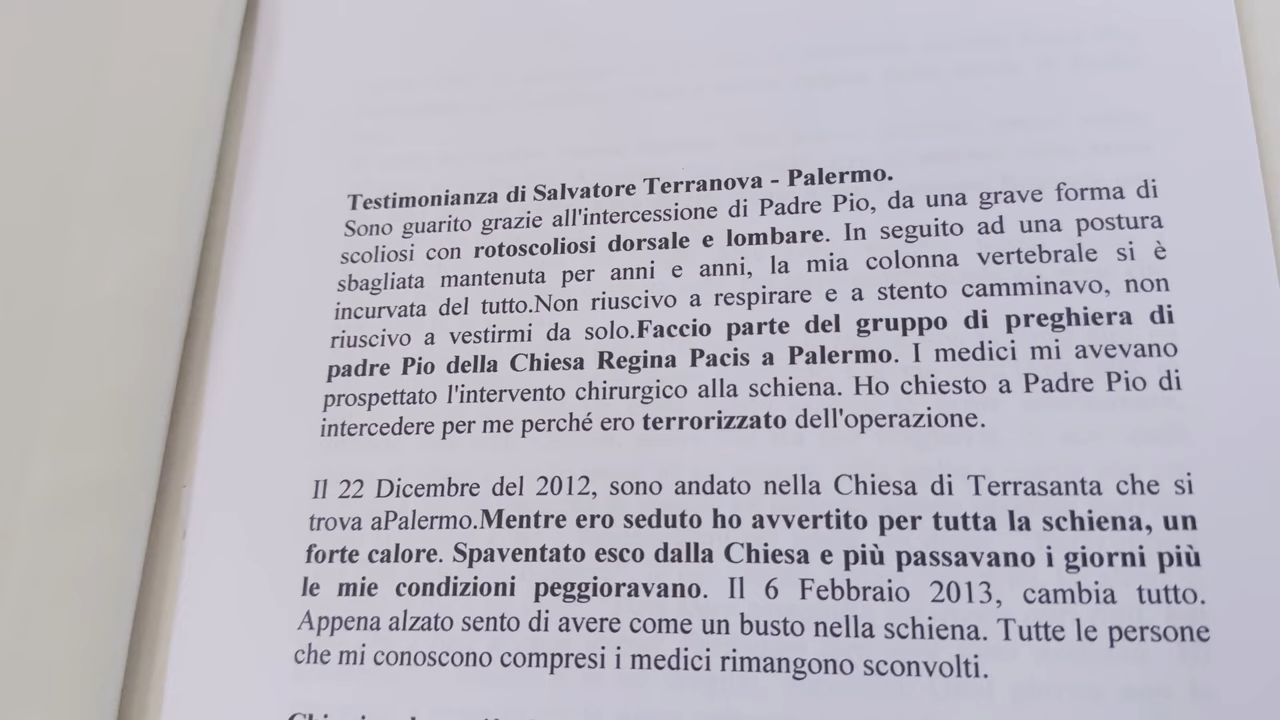 Testimonianza di Salvatore Terranova - Palermo.
Sono guarito grazie all'intercessione di Padre Pio, da una grave forma di
scoliosi con rotoscoliosi dorsale e lombare. In seguito ad una postura
sbagliata mantenuta per anni e anni, la mia colonna vertebrale si è
incurvata del tutto.Non riuscivo a respirare e a stento camminavo, non
riuscivo a vestirmi da solo.Faccio parte del gruppo di preghiera di
padre Pio della Chiesa Regina Pacis a Palermo. I medici mi avevano
prospettato l'intervento chirurgico alla schiena. Ho chiesto a Padre Pio di
intercedere per me perché ero terrorizzato dell'operazione.
Il 22 Dicembre del 2012, sono andato nella Chiesa di Terrasanta che si
trova aPalermo.Mentre ero seduto ho avvertito per tutta la schiena, un
forte calore. Spaventato esco dalla Chiesa e più passavano i giorni più
le mie condizioni peggioravano. Il 6 Febbraio 2013, cambia tutto.
Appena alzato sento di avere come un busto nella schiena. Tutte le persone
che mi conoscono compresi i medici rimangono sconvolti.